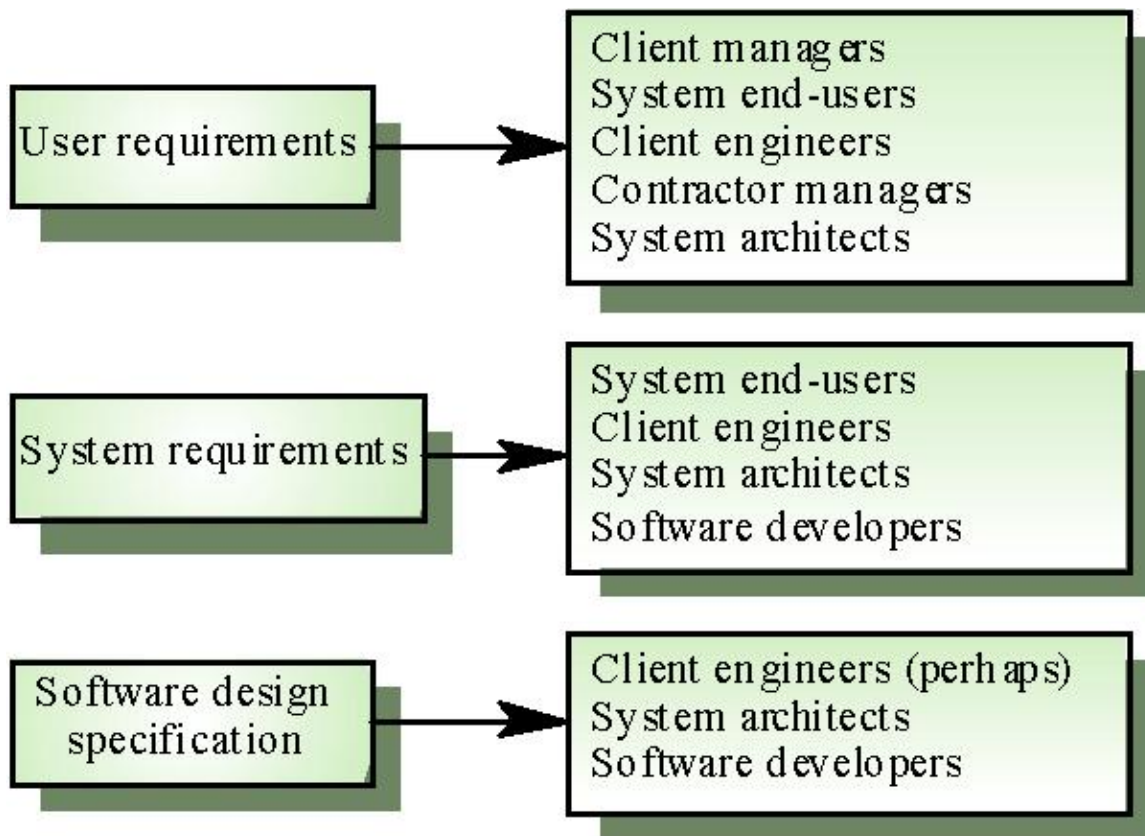 User requirements
Client managers
System end-users
Client engineers
Contractor managers
System architects
System requirements
System end-users
Client engineers
System architects
Software developers
Software design
specification
Client engineers (perhaps)
System architects
Software developers